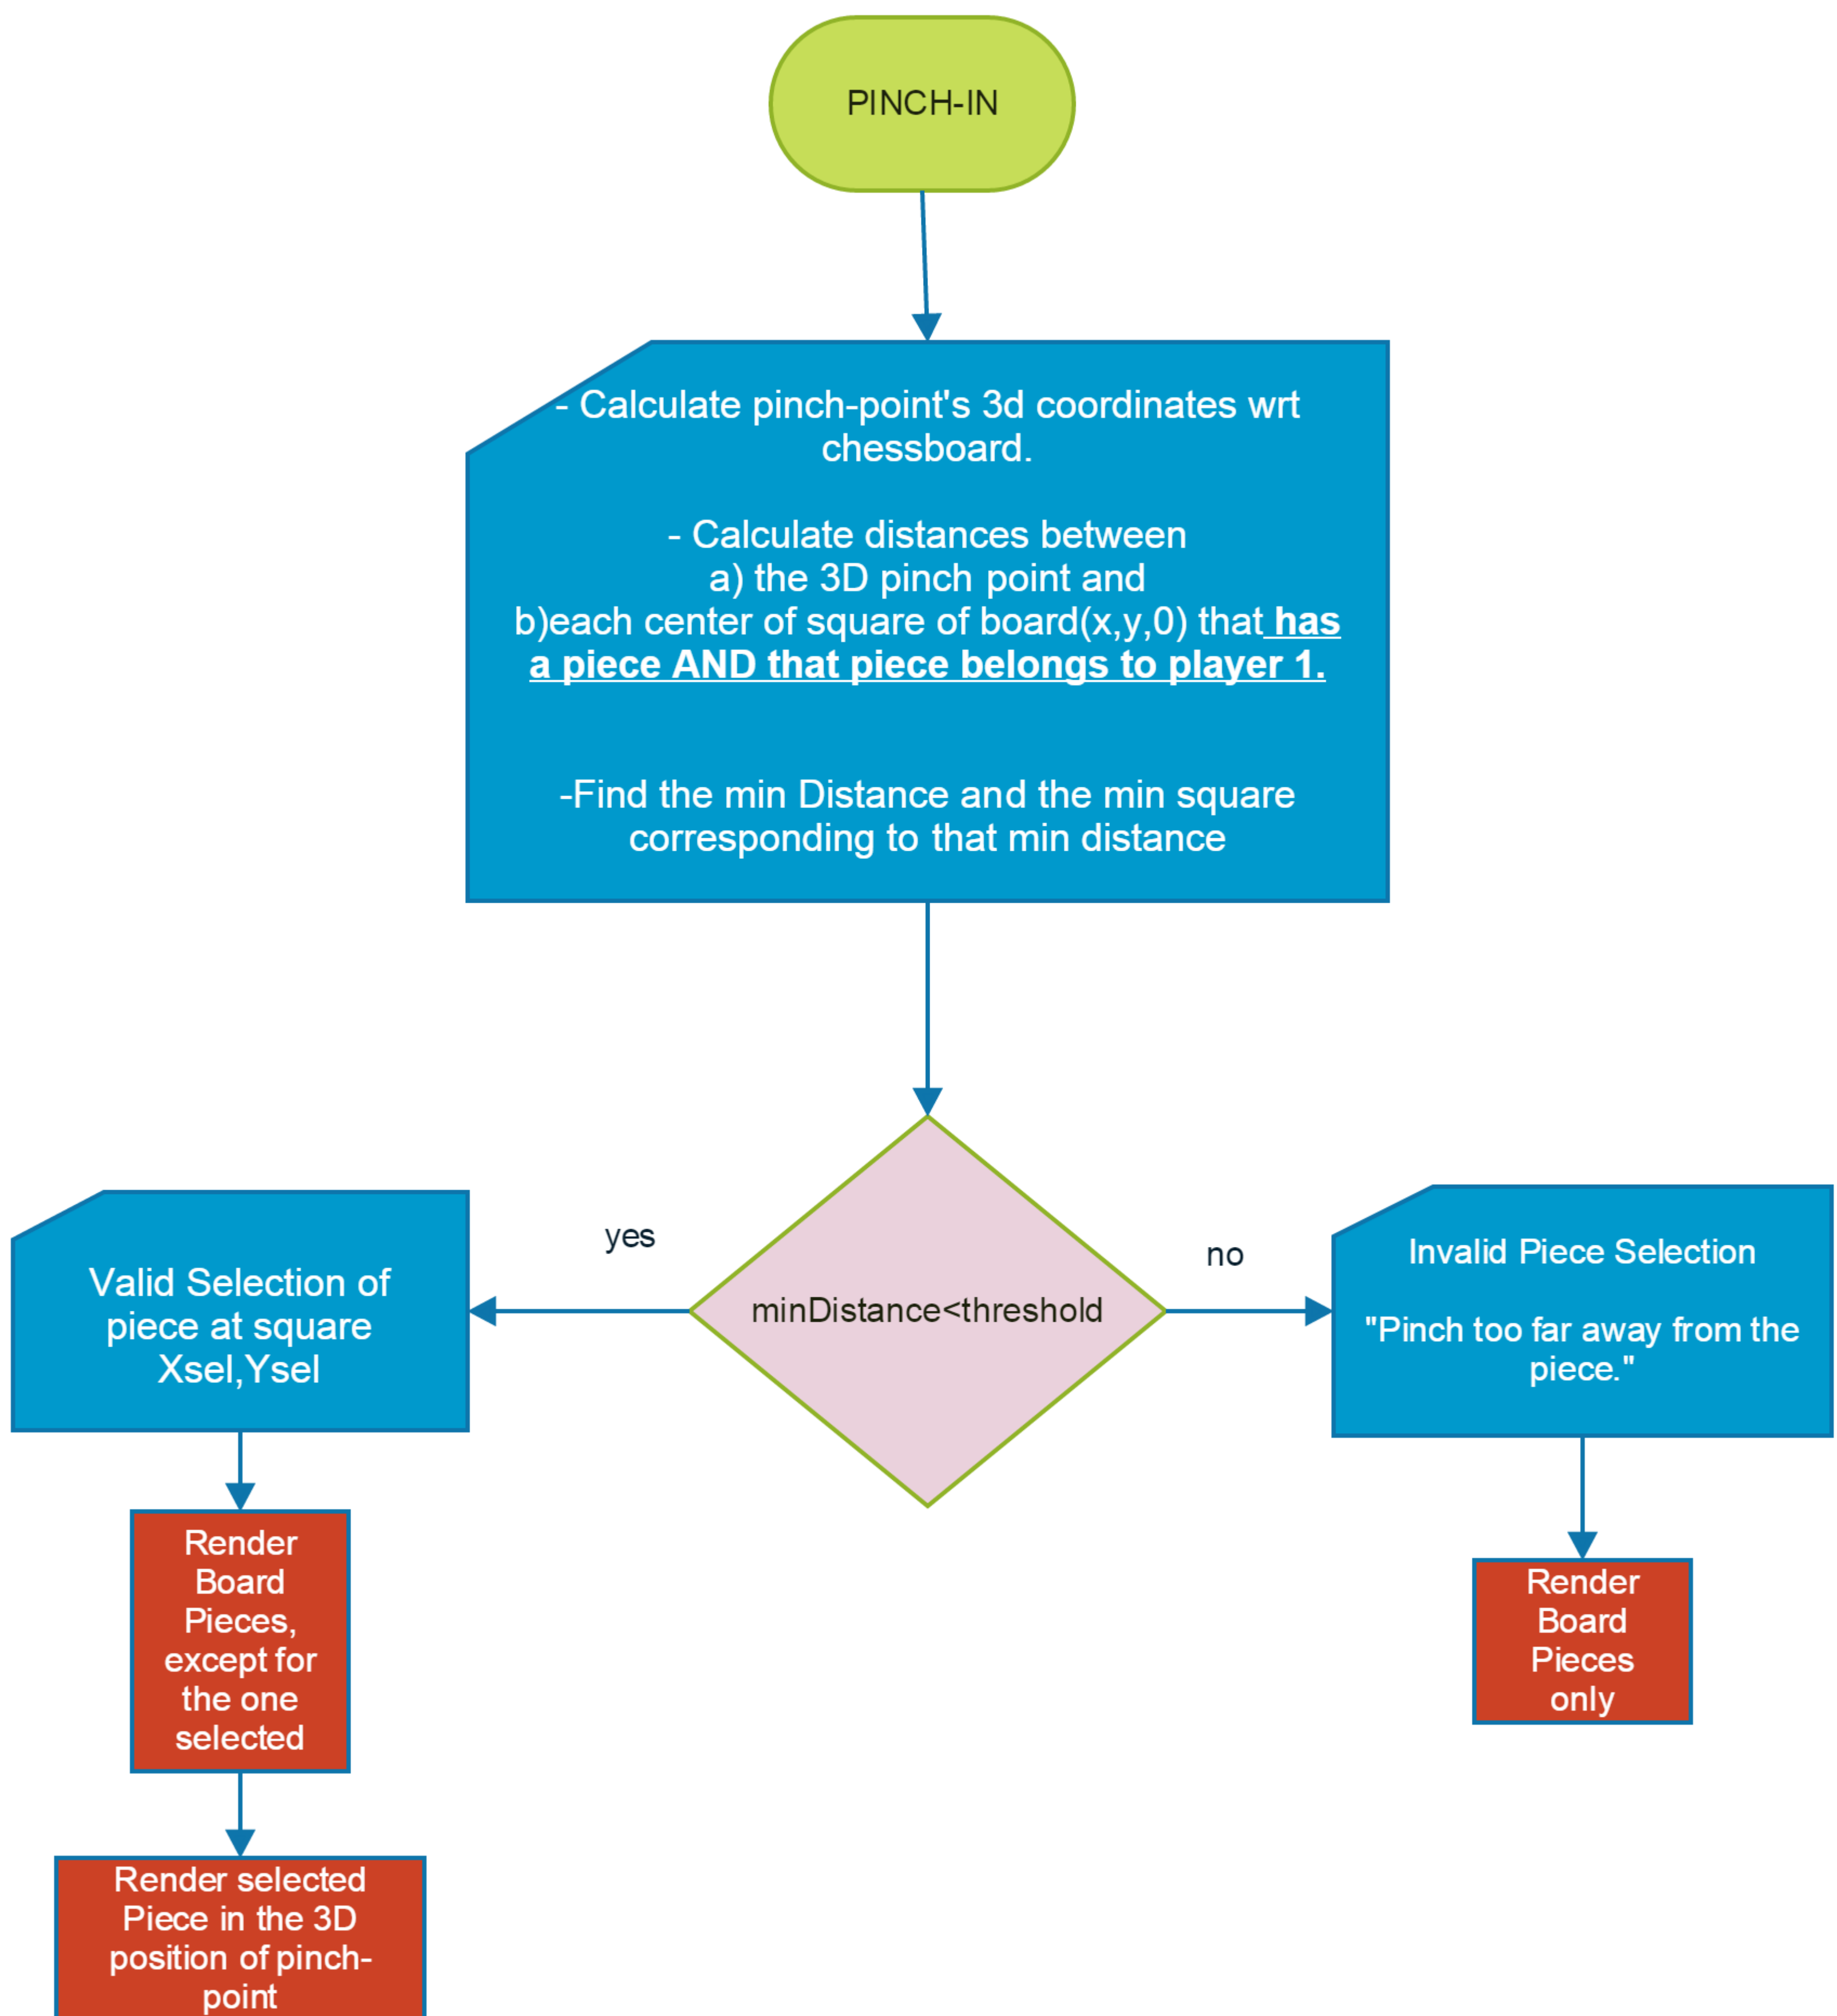 PINCH-IN
- Calculate pinch-point's 3d coordinates wrt
chessboard.
- Calculate distances between
a) the 3D pinch point and
b)each center of square of board(x,y,0) that has
a piece AND that piece belongs to player 1.
-Find the min Distance and the min square
corresponding to that min distance
minDistance<threshold
yes
Valid Selection of
piece at square
Xsel,Ysel
Render
Board
Pieces,
except for
the one
selected
Render selected
Piece in the 3D
position of pinch-
point
no
Invalid Piece Selection
"Pinch too far away from the
piece."
Render
Board
Pieces
only